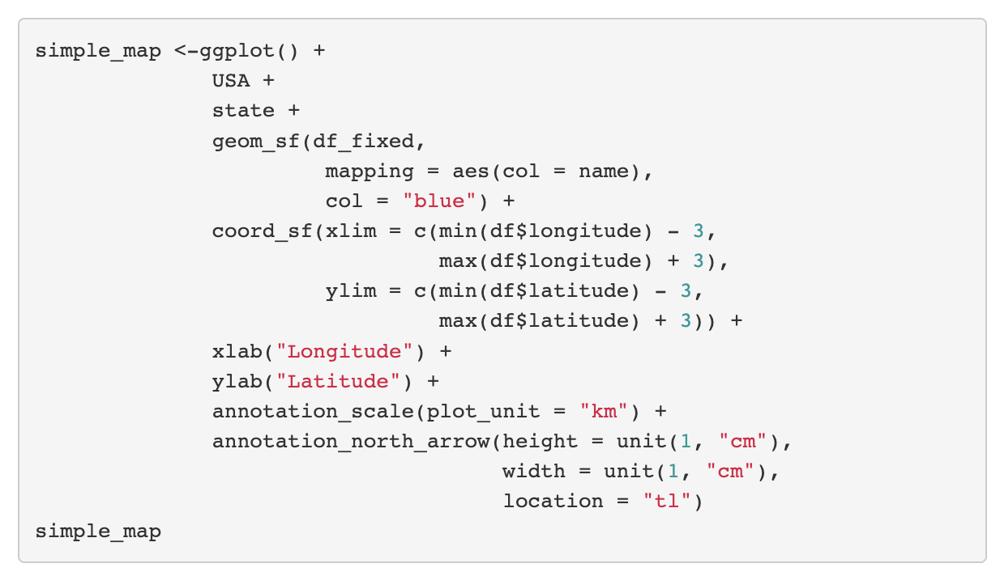 simple_map <-ggplot() +
              USA +
              state +
              geom_sf(df_fixed,
                       mapping = aes(col = name),
                       col = "blue") +
              coord_sf(xlim = c(min(df$longitude) - 3,
                                max(df$longitude) + 3),
                       ylim = c(min(df$latitude) - 3,
                                max(df$latitude) + 3)) +
              xlab("Longitude") +
              ylab("Latitude") +
              annotation_scale(plot_unit = "km") +
              annotation_north_arrow(height = unit(1, "cm"),
                                     width = unit(1, "cm"),
                                     location = "tl")
simple_map